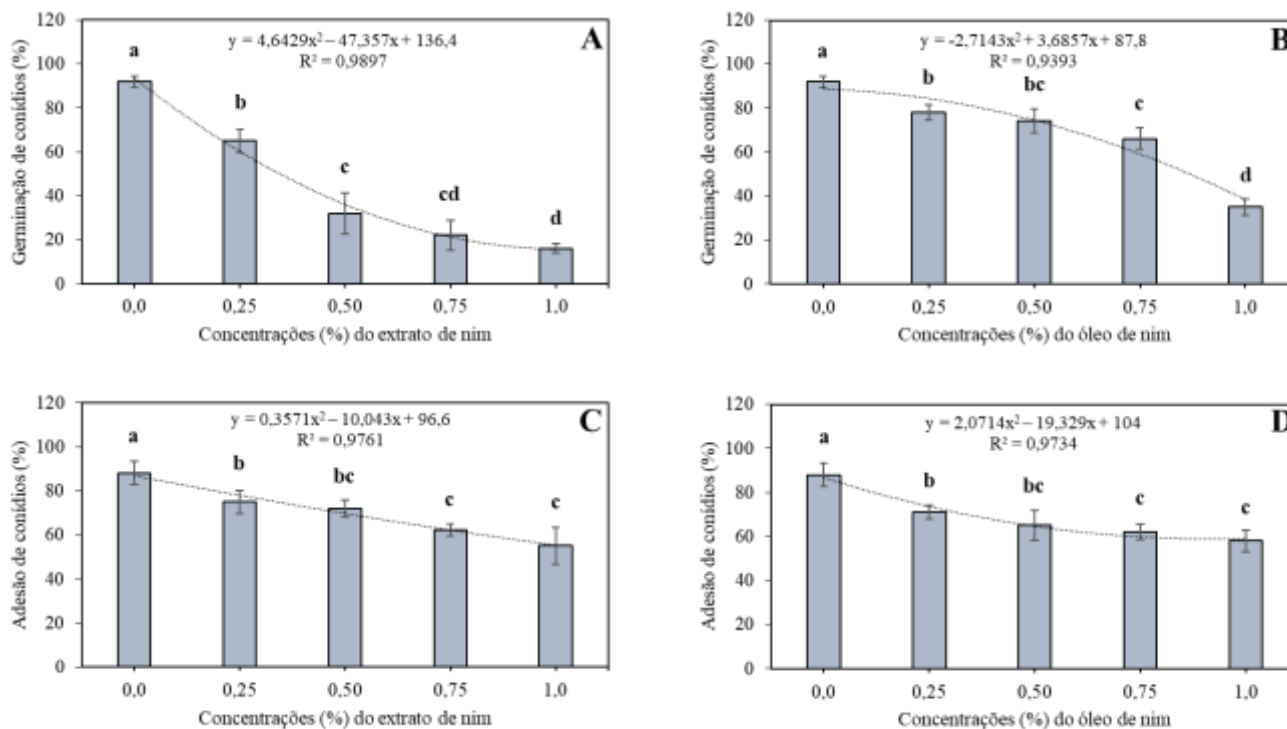 A
y = 4,6429x² – 47,357x + 136,4
R² = 0,9897
Germinação de conídios (%)
120
100
80
60
40
20
0
a
b
c
cd
d
0,0 0,25 0,50 0,75 1,0
Concentrações (%) do extrato de nim
B
y = -2,7143x² + 3,6857x + 87,8
R² = 0,9393
Germinação de conídios (%)
120
100
80
60
40
20
0
a
b
bc
c
d
0,0 0,25 0,50 0,75 1,0
Concentrações (%) do óleo de nim
C
y = 0,3571x² – 10,043x + 96,6
R² = 0,9761
Adesão de conídios (%)
120
100
80
60
40
20
0
a
b
bc
c
c
0,0 0,25 0,50 0,75 1,0
Concentrações (%) do extrato de nim
D
y = 2,0714x² – 19,329x + 104
R² = 0,9734
Adesão de conídios (%)
120
100
80
60
40
20
0
a
b
bc
c
c
0,0 0,25 0,50 0,75 1,0
Concentrações (%) do óleo de nim